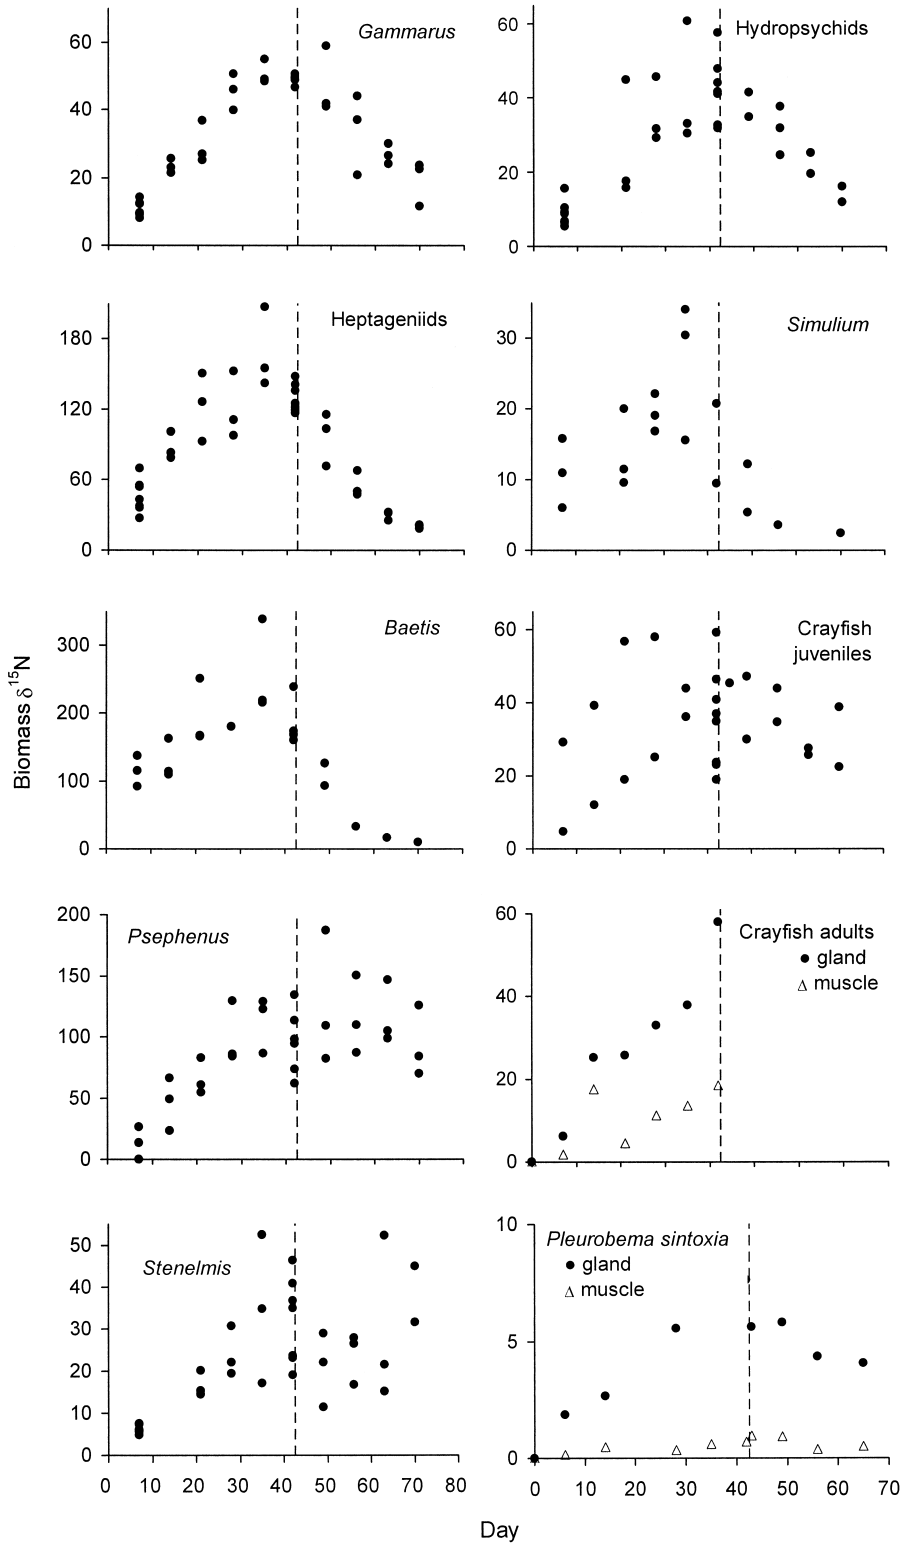 Gammarus
60
40
20
0
Hydropsychids
60
40
20
0
Heptageniids
180
120
60
0
Simulium
30
20
10
0
Baetis
300
200
100
0
Crayfish
juveniles
60
40
20
0
Psephenus
200
150
100
50
0
Crayfish adults
● gland
△ muscle
60
40
20
0
Stenelmis
50
40
30
20
10
0
0 10 20 30 40 50 60 70 80
Pleurobema sintoxia
● gland
△ muscle
10
5
0
0 10 20 30 40 50 60 70
Biomass δ¹⁵N
Day